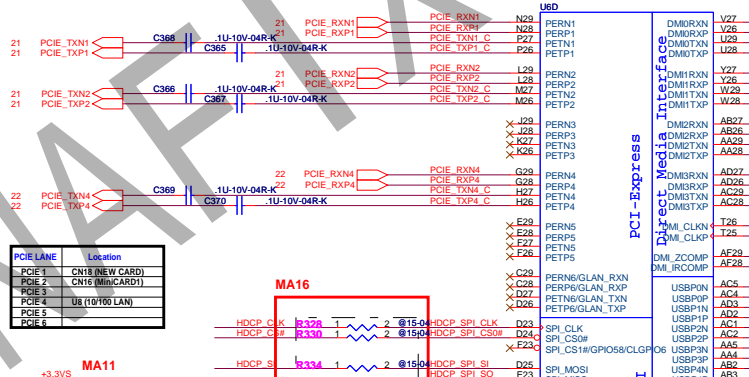 U6D
21 PCIE_RXN1 PCIE_RXN1 N29 PERN1 DMI0RXN V27
21 PCIE_RXP1 PCIE_RXP1 N28 PERP1 DMI0RXP V26
21 PCIE_TXN1 C368 .1U-10V-04R-K PCIE_TXN1_C P27 PETN1 DMI0TXN U29
21 PCIE_TXP1 C365 .1U-10V-04R-K PCIE_TXP1_C P26 PETP1 DMI0TXP U28
21 PCIE_RXN2 PCIE_RXN2 L29 PERN2 DMI1RXN Y27
21 PCIE_RXP2 PCIE_RXP2 L28 PERP2 DMI1RXP Y26
21 PCIE_TXN2 C366 .1U-10V-04R-K PCIE_TXN2_C M27 PETN2 DMI1TXN W29
21 PCIE_TXP2 C367 .1U-10V-04R-K PCIE_TXP2_C M26 PETP2 DMI1TXP W28
J29 PERN3 DMI2RXN AB27
J28 PERP3 DMI2RXP AB26
K27 PETN3 DMI2TXN AA29
K26 PETP3 DMI2TXP AA28
22 PCIE_RXN4 PCIE_RXN4 G29 PERN4 DMI3RXN AD27
22 PCIE_RXP4 PCIE_RXP4 G28 PERP4 DMI3RXP AD26
22 PCIE_TXN4 C369 .1U-10V-04R-K PCIE_TXN4_C H27 PETN4 DMI3TXN AC29
22 PCIE_TXP4 C370 .1U-10V-04R-K PCIE_TXP4_C H26 PETP4 DMI3TXP AC28
E29 PERN5 DMI_CLKN T26
E28 PERP5 DMI_CLKP T25
F27 PETN5
F26 PETP5 DMI_ZCOMP AF29
DMI_IRCOMP AF28
C29 PERN6/GLAN_RXN
C28 PERP6/GLAN_RXP USBP0N AC5
D27 PETN6/GLAN_TXN USBP0P AC4
D26 PETP6/GLAN_TXP USBP1N AD3
USBP1P AD2
PCI-Express
Direct Media Interface
PCIE LANE Location
PCIE 1 CN18 (NEW CARD)
PCIE 2 CN16 (MiniCARD1)
PCIE 3
PCIE 4 U8 (10/100 LAN)
PCIE 5
PCIE 6
MA16
HDCP_CLK R328 1 2 @15-04 HDCP_SPI_CLK D23 SPI_CLK USBP2N AC1
HDCP_CS# R330 1 2 @15-04 HDCP_SPI_CS0# D24 SPI_CS0# USBP2P AC2
F23 SPI_CS1#/GPIO58/CLGPIO6 USBP3N AA5
USBP3P AA4
MA11
HDCP_SI R334 1 2 @15-04 HDCP_SPI_SI D25 SPI_MOSI USBP4N AB2
+3.3VS HDCP_SPI_SO E23 AB3